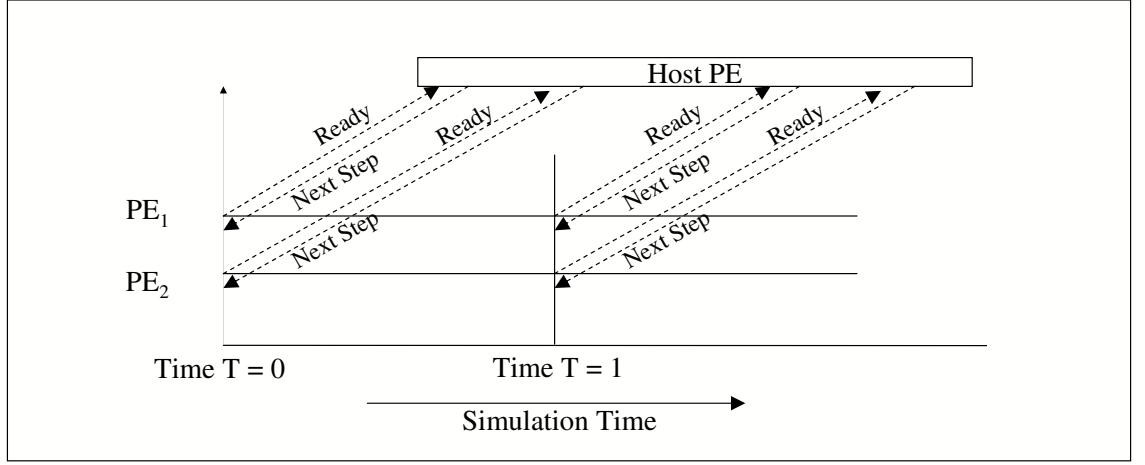 Host PE
Ready
Ready
Ready
Ready
Next Step
Next Step
PE1
Next Step
Next Step
PE2
Time T = 0
Time T = 1
Simulation Time